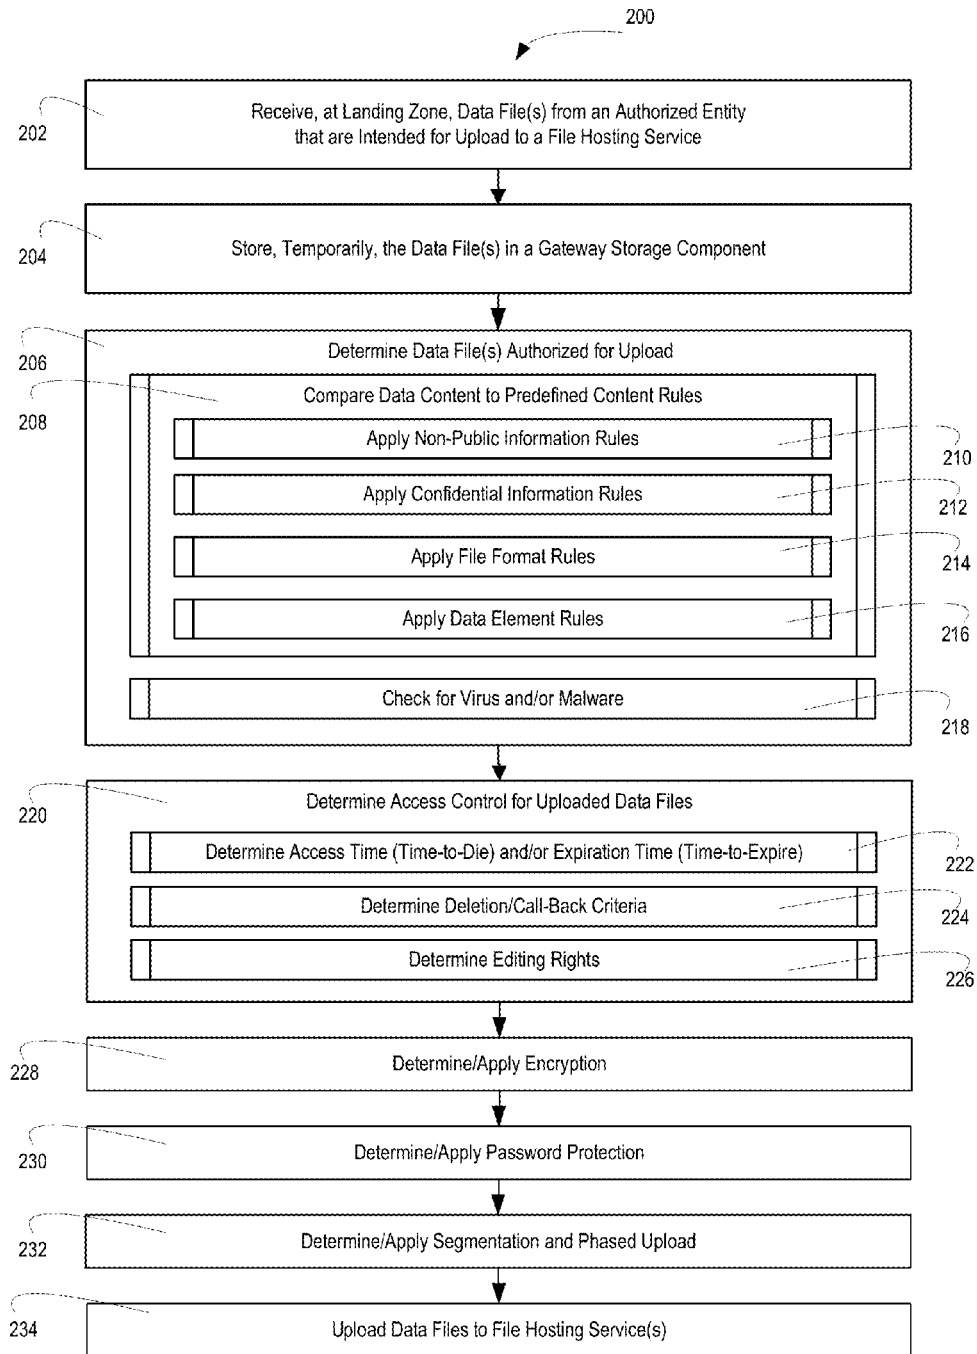 200
202
Receive, at Landing Zone, Data File(s) from an Authorized Entity
that are Intended for Upload to a File Hosting Service
204
Store, Temporarily, the Data File(s) in a Gateway Storage Component
206
Determine Data File(s) Authorized for Upload
208
Compare Data Content to Predefined Content Rules
Apply Non-Public Information Rules
210
Apply Confidential Information Rules
212
Apply File Format Rules
214
Apply Data Element Rules
216
Check for Virus and/or Malware
218
220
Determine Access Control for Uploaded Data Files
Determine Access Time (Time-to-Die) and/or Expiration Time (Time-to-Expire)
222
Determine Deletion/Call-Back Criteria
224
Determine Editing Rights
226
228
Determine/Apply Encryption
230
Determine/Apply Password Protection
232
Determine/Apply Segmentation and Phased Upload
234
Upload Data Files to File Hosting Service(s)